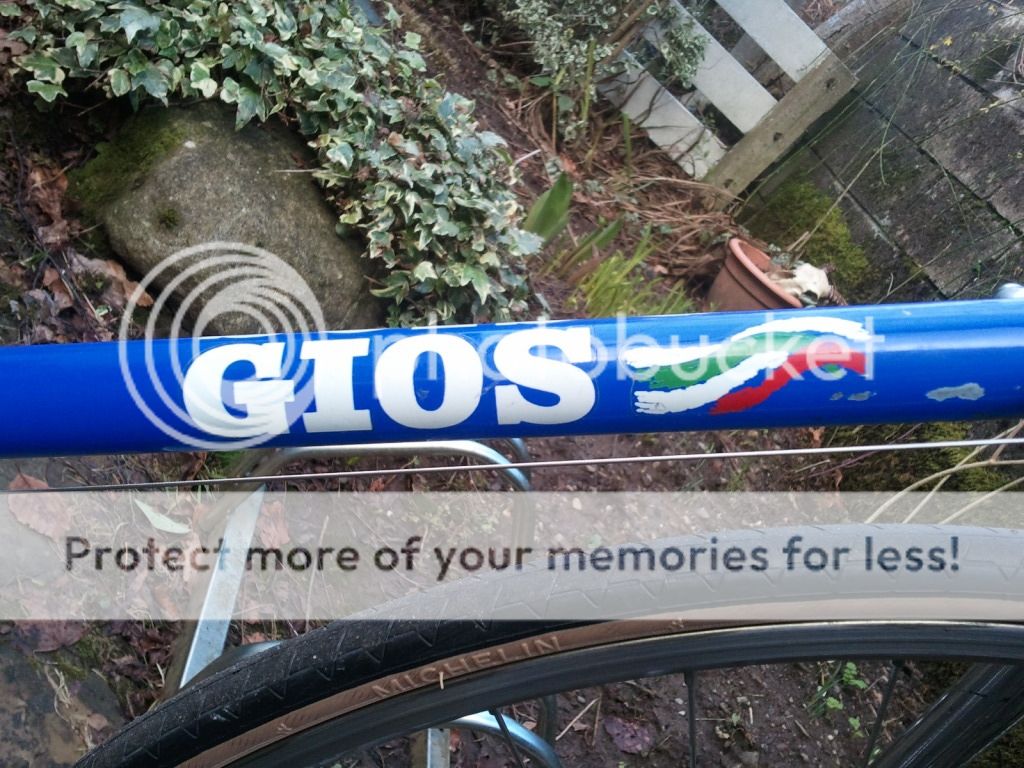 GIOS
photobucket
Protect more of your memories for less!
MICHELIN